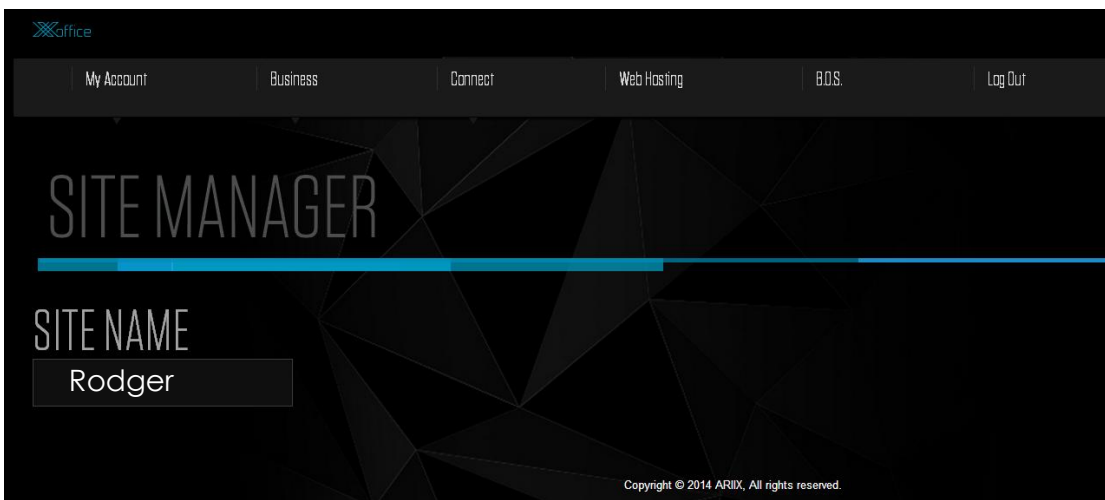 office
My Account Business Connect Web Hosting B.O.S. Log Out
SITE MANAGER
SITE NAME
Rodger
Copyright © 2014 ARIIX, All rights reserved.